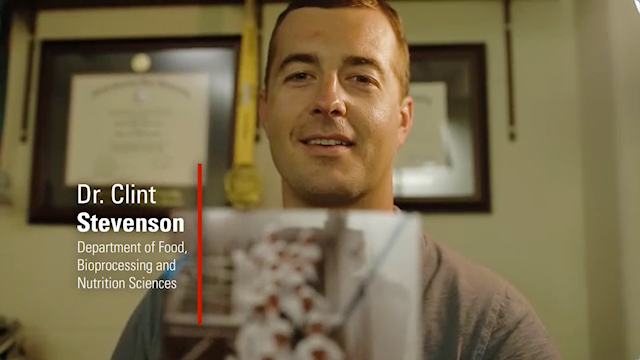 Dr. Clint
Stevenson
Department of Food,
Bioprocessing and
Nutrition Sciences